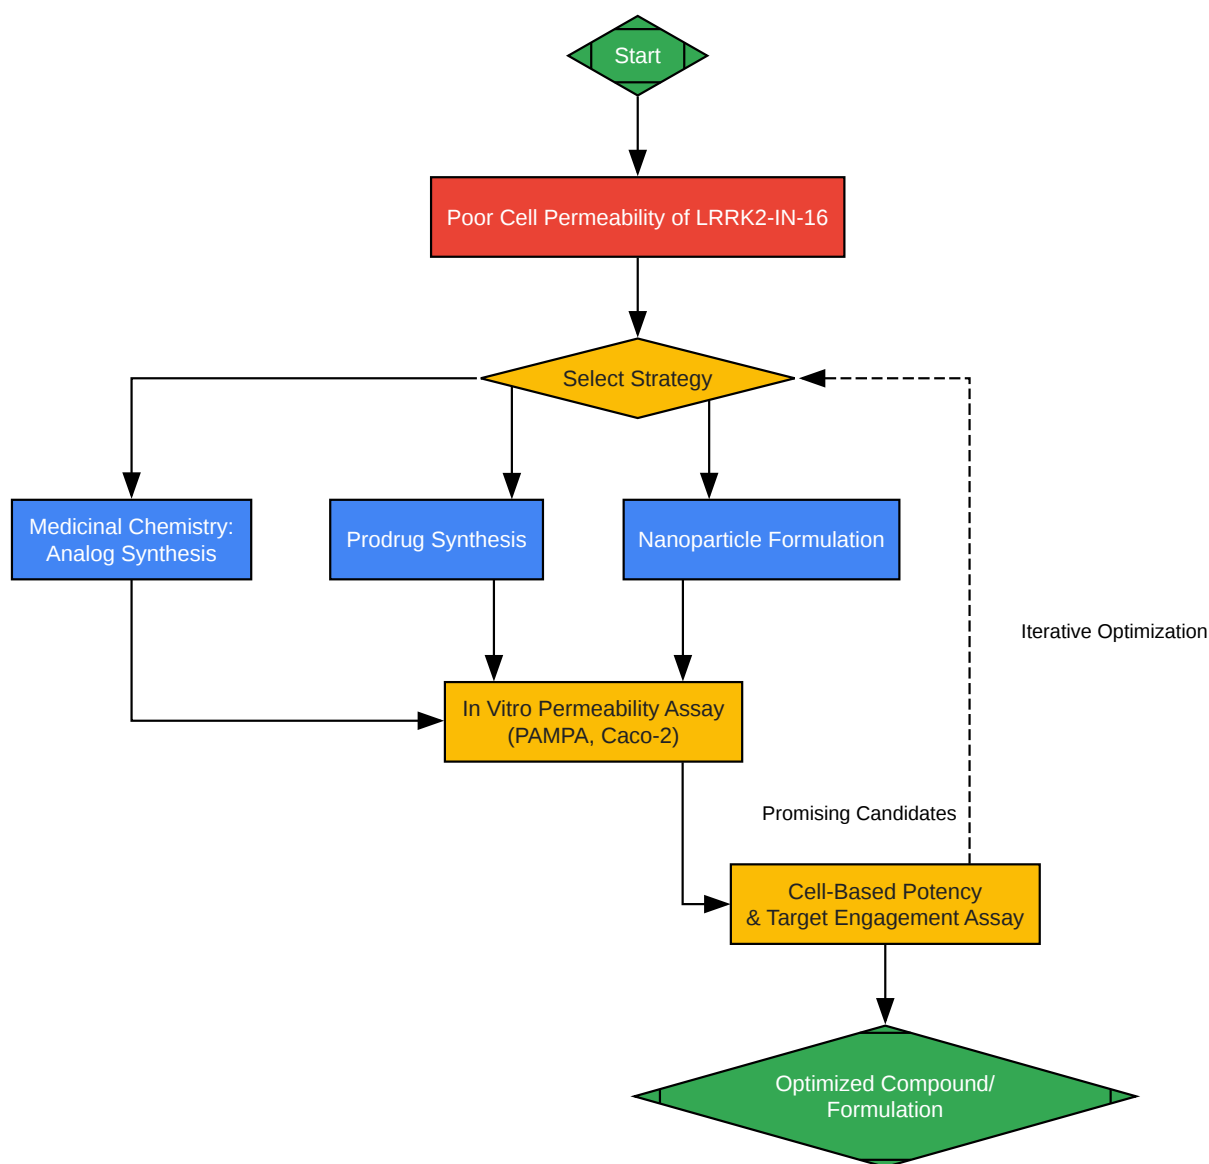 Start
Poor Cell Permeability of LRRK2-IN-16
Select Strategy
Medicinal Chemistry:
Analog Synthesis
Prodrug Synthesis
Nanoparticle Formulation
Iterative Optimization
In Vitro Permeability Assay
(PAMPA, Caco-2)
Promising Candidates
Cell-Based Potency
& Target Engagement Assay
Optimized Compound/
Formulation